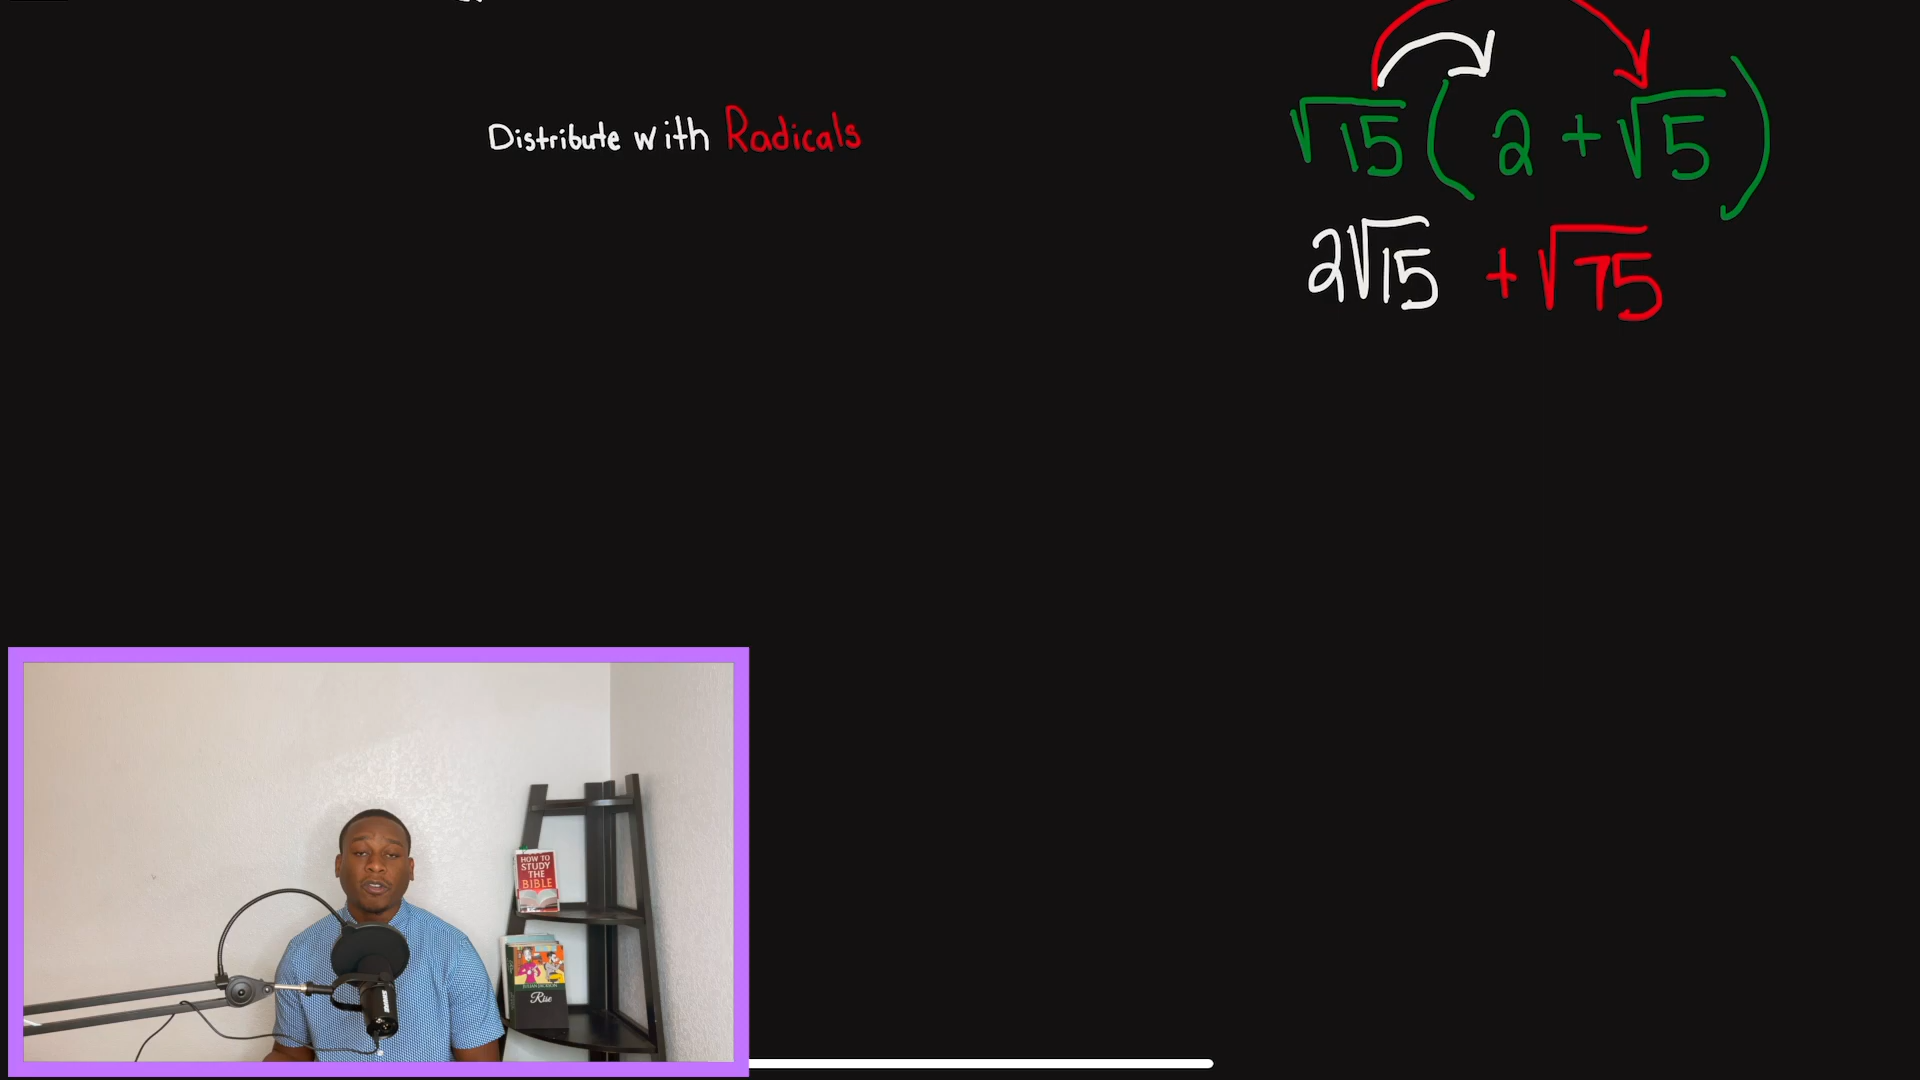 Distribute with Radicals
√15 ( 2 + √5 )
2√15 + √75
HOW TO
STUDY
THE
BIBLE
Rise